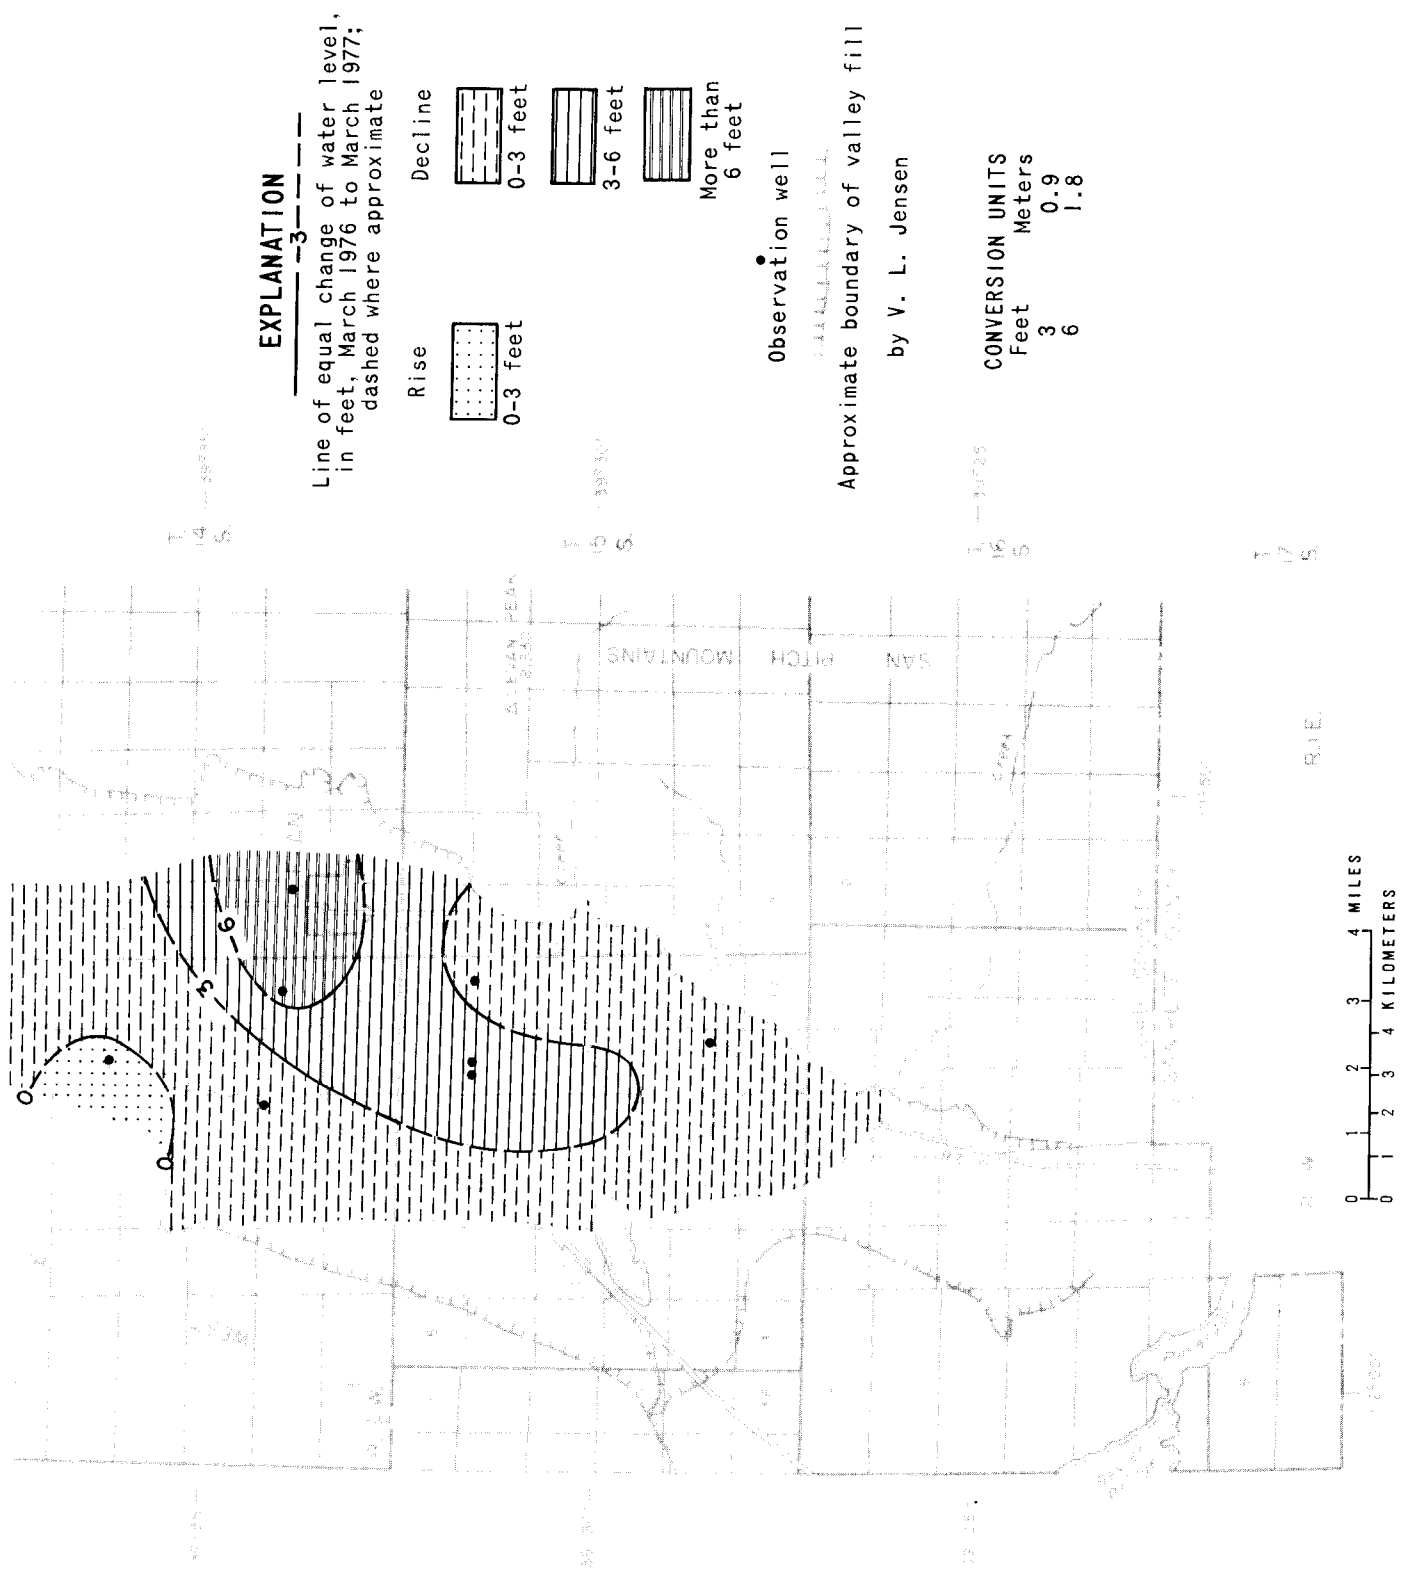 EXPLANATION
3
Line of equal change of water level,
in feet, March 1976 to March 1977;
dashed where approximate
Rise
0-3 feet
Decline
0-3 feet
3-6 feet
More than
6 feet
Observation well
Approximate boundary of valley fill
by V. L. Jensen
CONVERSION UNITS
Feet Meters
3 0.9
6 1.8
0
0
3
6
T.
14
S.
T.
15
S.
T.
16
S.
T.
17
S.
SAN PITCH MOUNTAINS
CREEK
R.I.E.
0 1 2 3 4 MILES
0 1 2 3 4 KILOMETERS